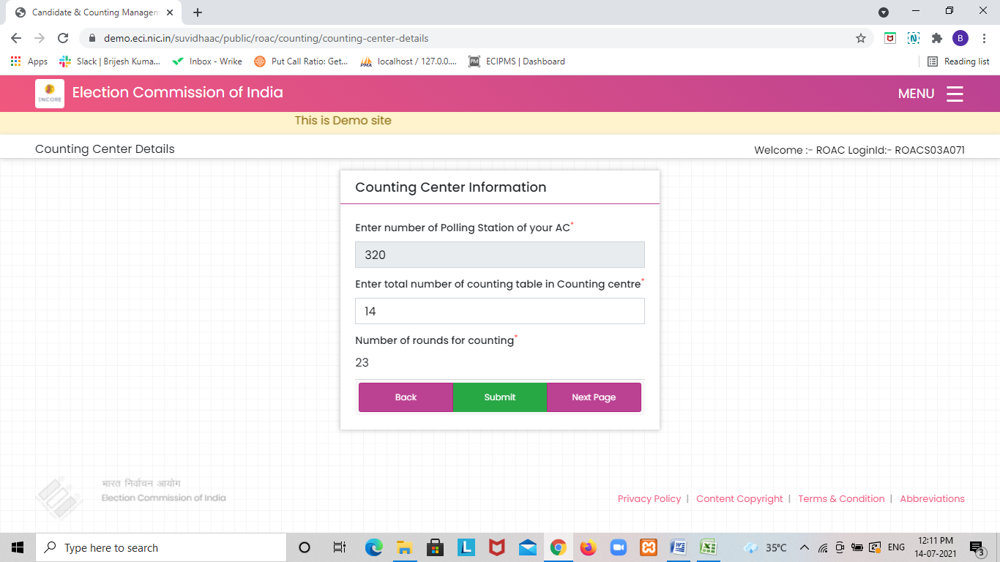 Candidate & Counting Managem
demo.eci.nic.in/suvidhaac/public/roac/counting/counting-center-details
B
Apps
Slack | Brijesh Kuma...
Inbox - Wrike
Put Call Ratio: Get...
PMA
localhost / 127.0.0....
PM
ECIPMS | Dashboard
Reading list
ENCORE
Election Commission of India
MENU
This is Demo site
Counting Center Details
Welcome :- ROAC LoginId:- ROACS03A071
Counting Center Information
Enter number of Polling Station of your AC*
320
Enter total number of counting table in Counting centre*
14
Number of rounds for counting*
23
Back
Submit
Next Page
भारत निर्वाचन आयोग
Election Commission of India
Privacy Policy | Content Copyright | Terms & Condition | Abbreviations
Type here to search
35°C
ENG
12:11 PM
14-07-2021
3